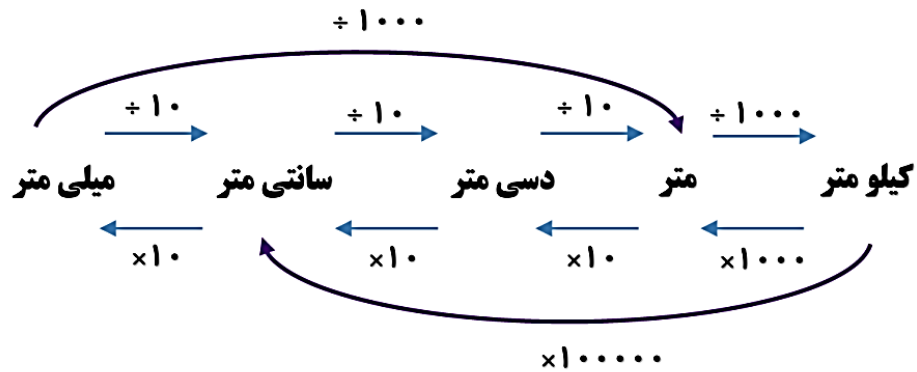 ÷ ۱۰۰۰
÷ ۱۰ ÷ ۱۰ ÷ ۱۰ ÷ ۱۰۰۰
میلی متر سانتی متر دسی متر متر کیلو متر
×۱۰ ×۱۰ ×۱۰ ×۱۰۰۰
×۱۰۰۰۰۰